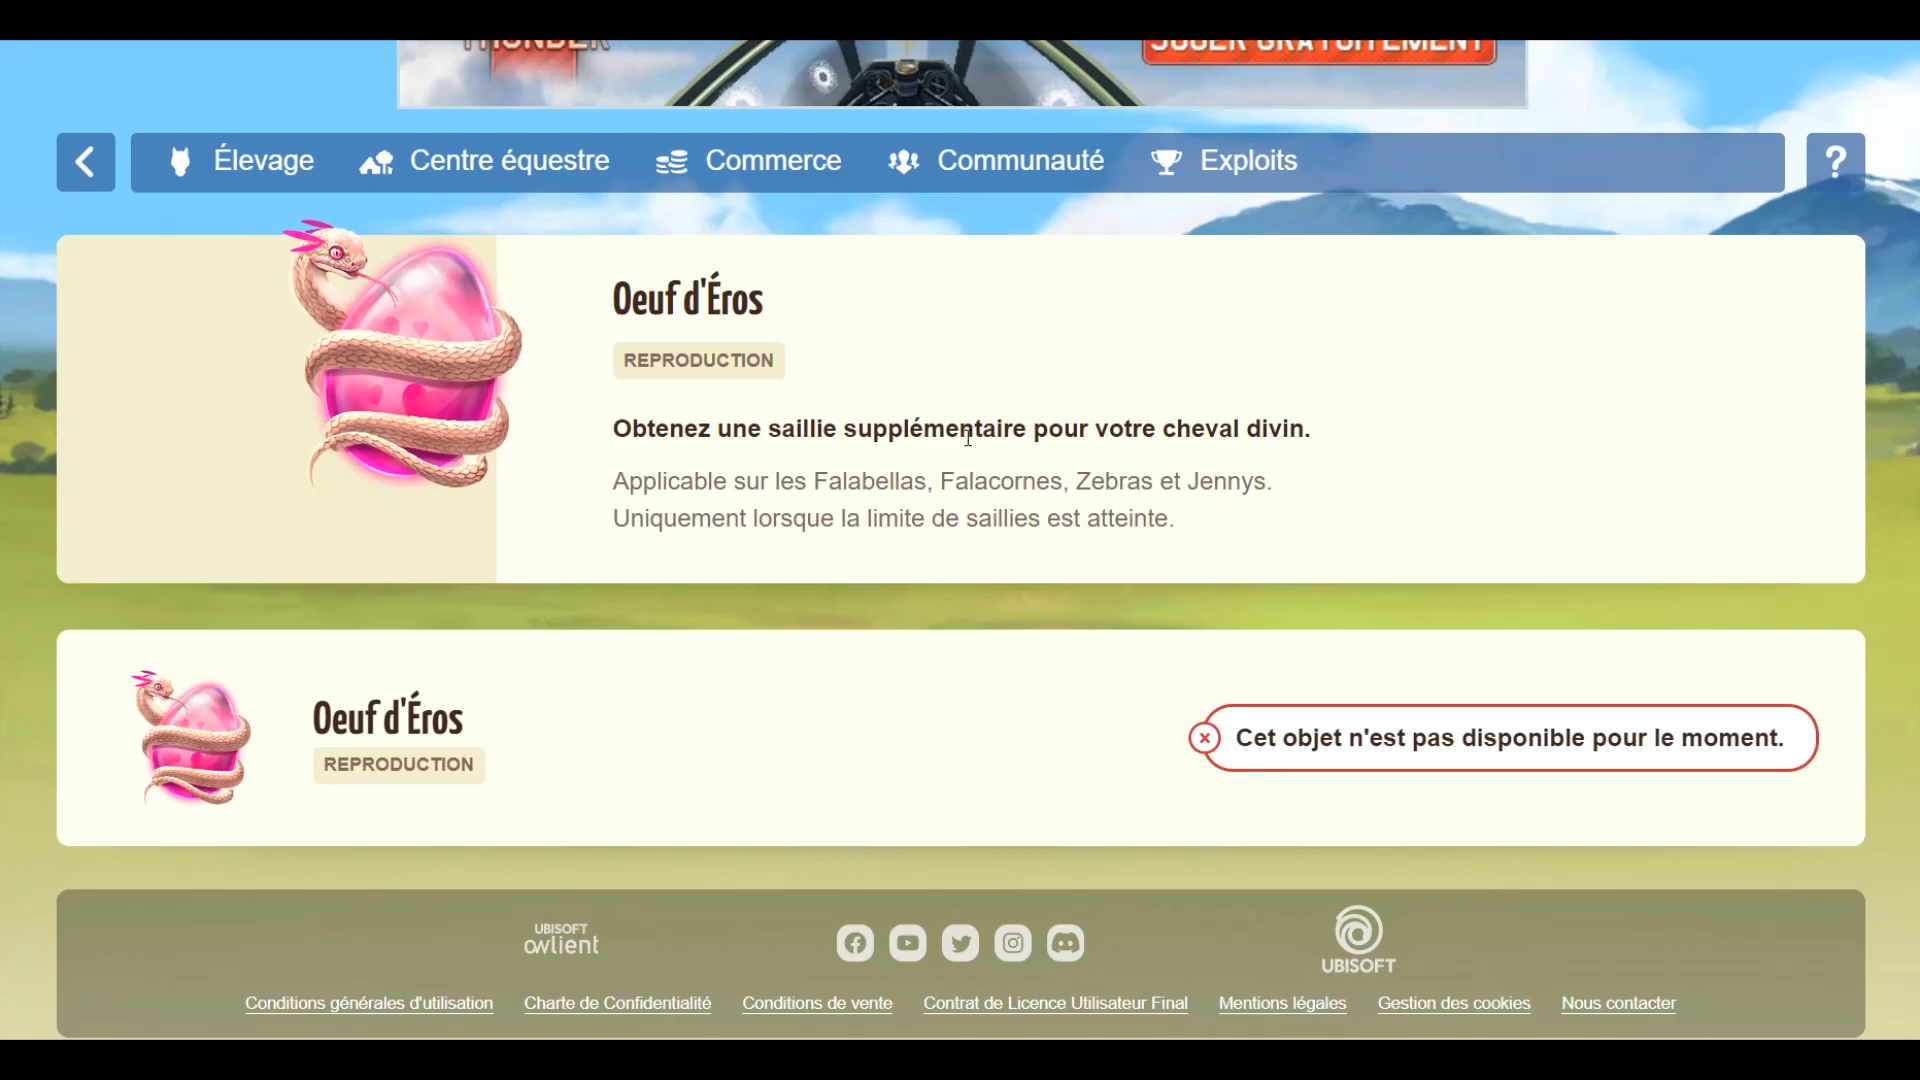 THUNDER
JOUER GRATUITEMENT
Élevage
Centre équestre
Commerce
Communauté
Exploits
?
Oeuf d'Éros
REPRODUCTION
Obtenez une saillie supplémentaire pour votre cheval divin.
Applicable sur les Falabellas, Falacornes, Zebras et Jennys.
Uniquement lorsque la limite de saillies est atteinte.
Oeuf d'Éros
REPRODUCTION
Cet objet n'est pas disponible pour le moment.
UBISOFT
owlient
UBISOFT
Conditions générales d'utilisation
Charte de Confidentialité
Conditions de vente
Contrat de Licence Utilisateur Final
Mentions légales
Gestion des cookies
Nous contacter